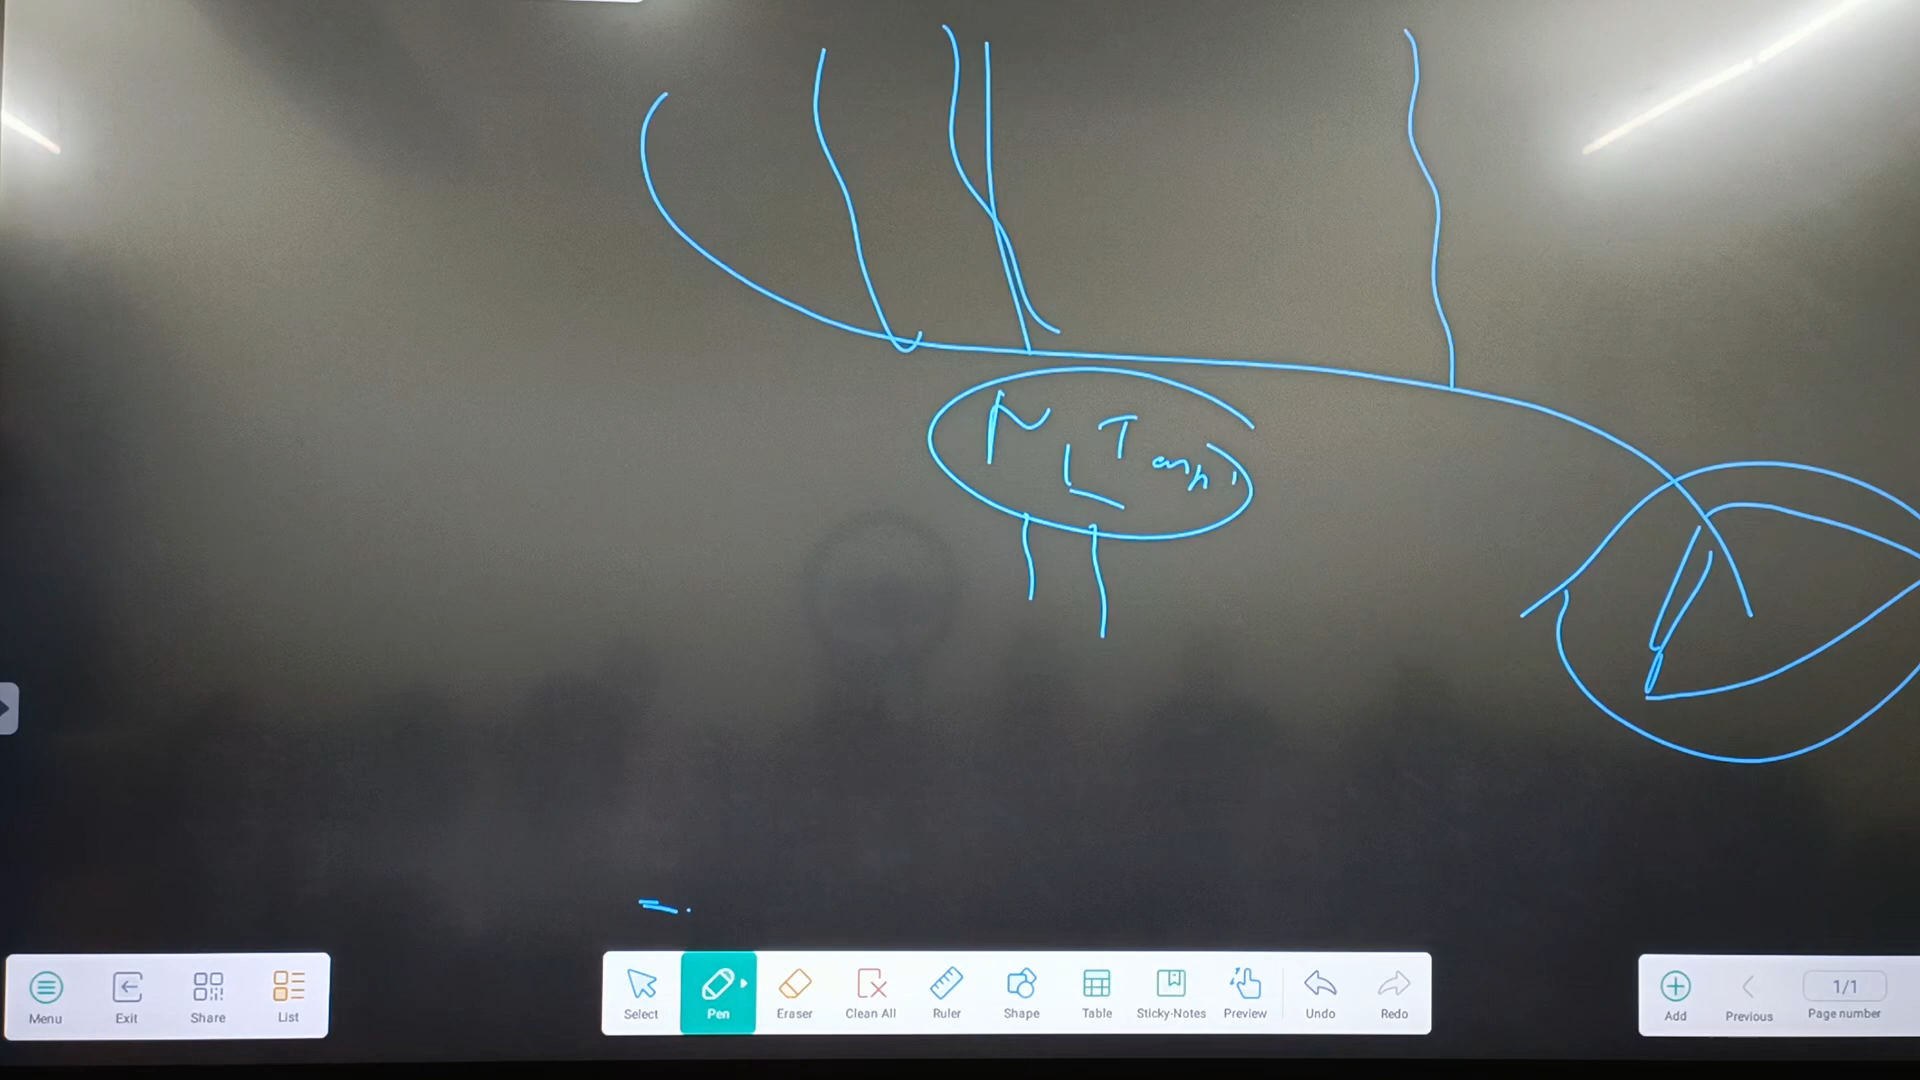 Menu
Exit
Share
List
Select
Pen
Eraser
Clean All
Ruler
Shape
Table
Sticky-Notes
Preview
Undo
Redo
Add
Previous
1/1
Page number